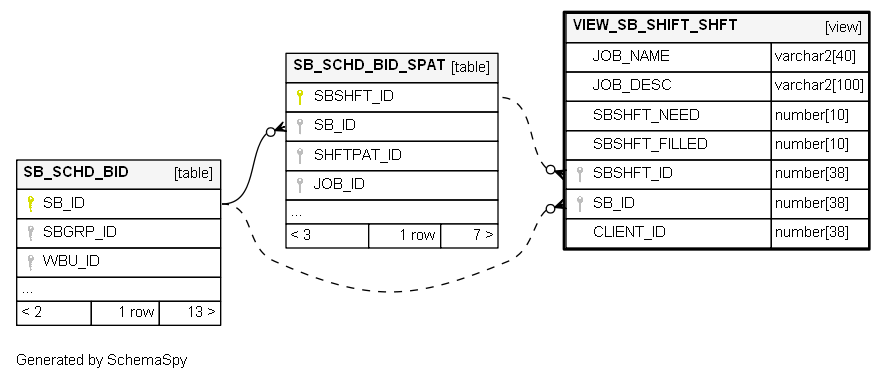 SB_SCHD_BID [table]
SB_ID
SBGRP_ID
WBU_ID
...
< 2 1 row 13 >
SB_SCHD_BID_SPAT [table]
SBSHFT_ID
SB_ID
SHFTPAT_ID
JOB_ID
...
< 3 1 row 7 >
VIEW_SB_SHIFT_SHFT [view]
JOB_NAME varchar2[40]
JOB_DESC varchar2[100]
SBSHFT_NEED number[10]
SBSHFT_FILLED number[10]
SBSHFT_ID number[38]
SB_ID number[38]
CLIENT_ID number[38]
Generated by SchemaSpy